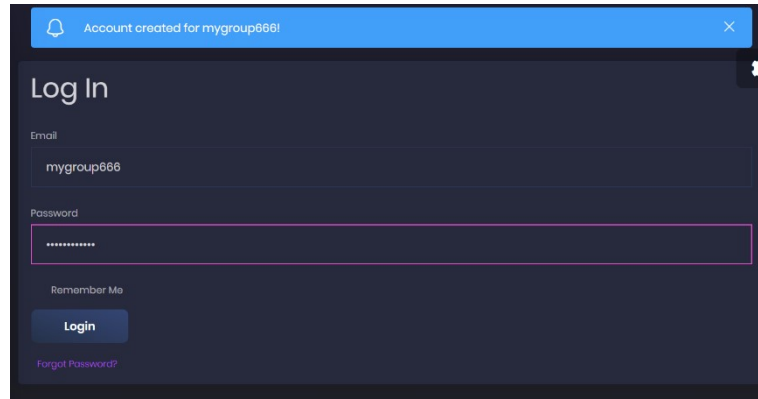 Account created for mygroup666!
Log In
Email
mygroup666
Password
••••••••••••
Remember Me
Login
Forgot Password?